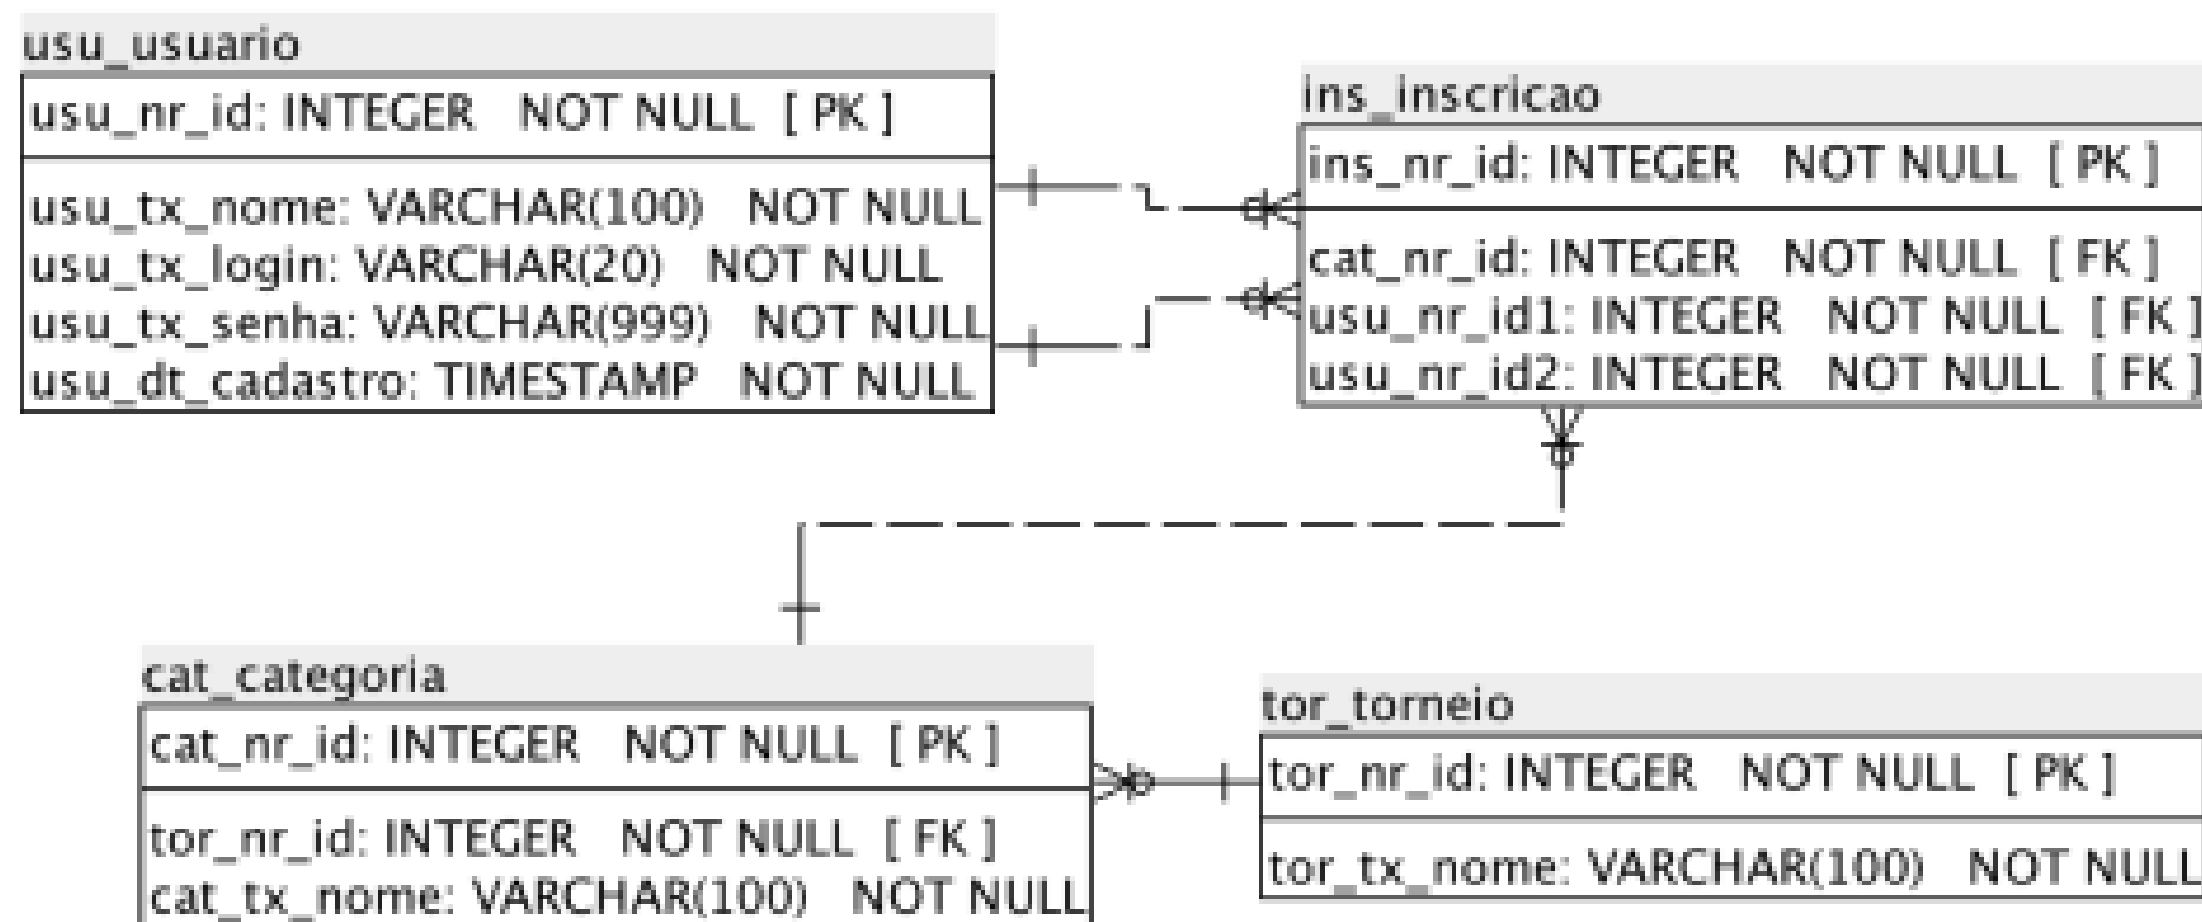 usu_usuario
usu_nr_id: INTEGER NOT NULL [ PK ]
usu_tx_nome: VARCHAR(100) NOT NULL
usu_tx_login: VARCHAR(20) NOT NULL
usu_tx_senha: VARCHAR(999) NOT NULL
usu_dt_cadastro: TIMESTAMP NOT NULL
ins_inscricao
ins_nr_id: INTEGER NOT NULL [ PK ]
cat_nr_id: INTEGER NOT NULL [ FK ]
usu_nr_id1: INTEGER NOT NULL [ FK ]
usu_nr_id2: INTEGER NOT NULL [ FK ]
cat_categoria
cat_nr_id: INTEGER NOT NULL [ PK ]
tor_nr_id: INTEGER NOT NULL [ FK ]
cat_tx_nome: VARCHAR(100) NOT NULL
tor_torneio
tor_nr_id: INTEGER NOT NULL [ PK ]
tor_tx_nome: VARCHAR(100) NOT NULL